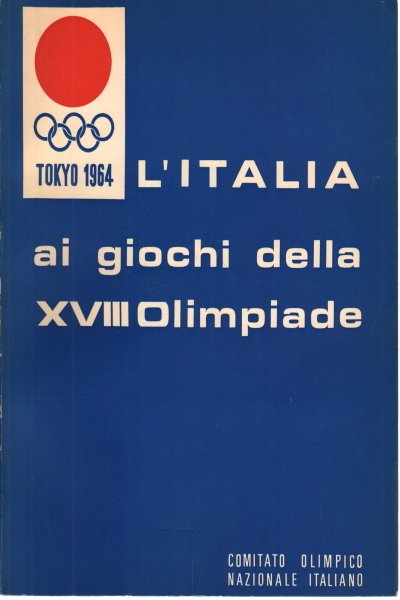 TOKYO 1964
L'ITALIA
ai giochi della
XVIII Olimpiade
COMITATO OLIMPICO
NAZIONALE ITALIANO